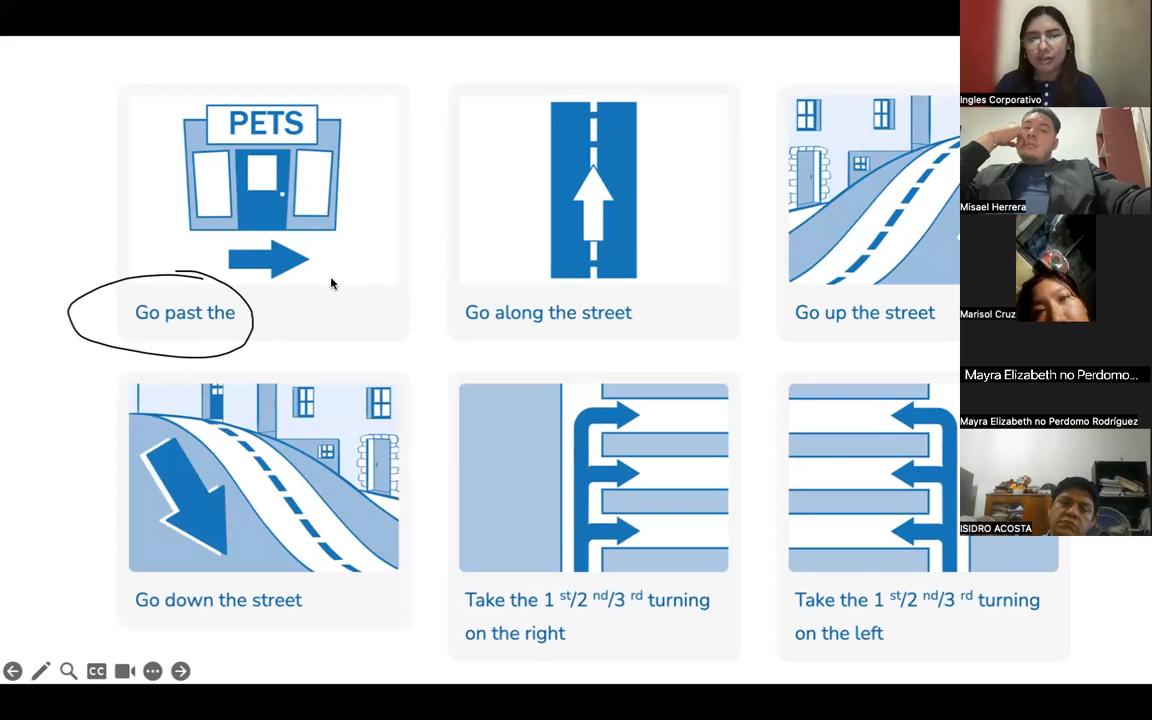 PETS
Go past the
Go along the street
Go up the street
Go down the street
Take the 1 st/2 nd/3 rd turning
on the right
Take the 1 st/2 nd/3 rd turning
on the left
CC
Ingles Corporativo
Misael Herrera
Marisol Cruz
Mayra Elizabeth no Perdomo...
Mayra Elizabeth no Perdomo Rodríguez
ISIDRO ACOSTA